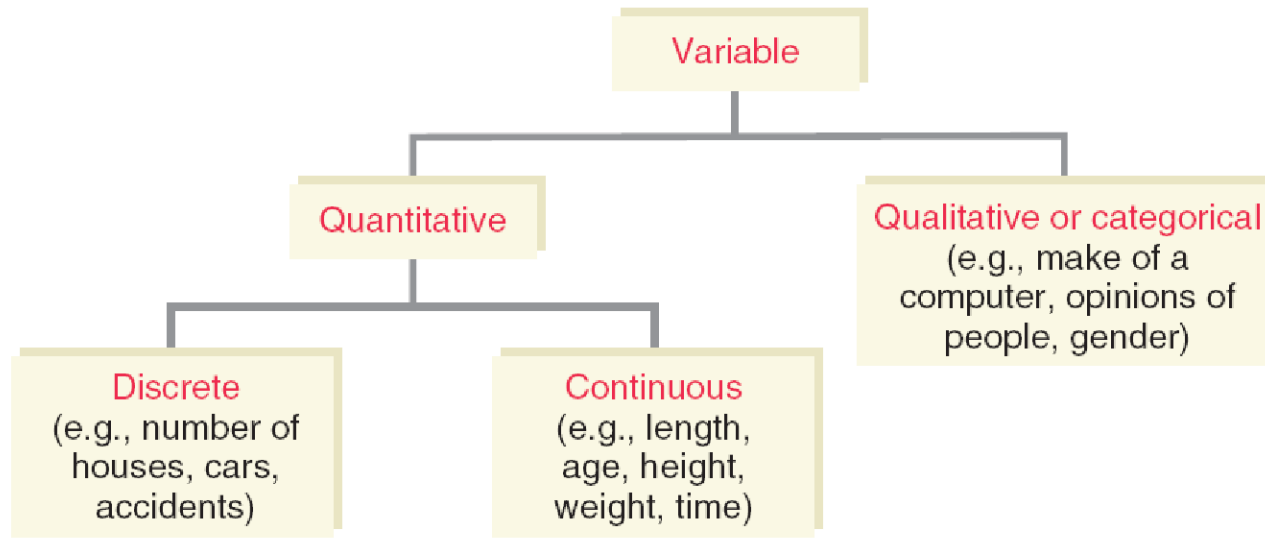 Variable
Quantitative
Qualitative or categorical
(e.g., make of a
computer, opinions of
people, gender)
Discrete
(e.g., number of
houses, cars,
accidents)
Continuous
(e.g., length,
age, height,
weight, time)